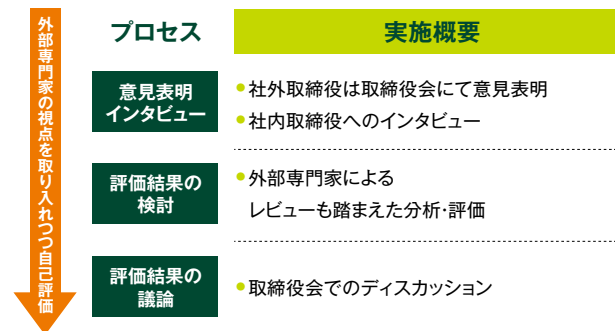 外部専門家の視点を取り入れつつ自己評価
プロセス
実施概要
意見表明
インタビュー
•社外取締役は取締役会にて意見表明
•社内取締役へのインタビュー
評価結果の
検討
•外部専門家による
レビューも踏まえた分析・評価
評価結果の
議論
•取締役会でのディスカッション